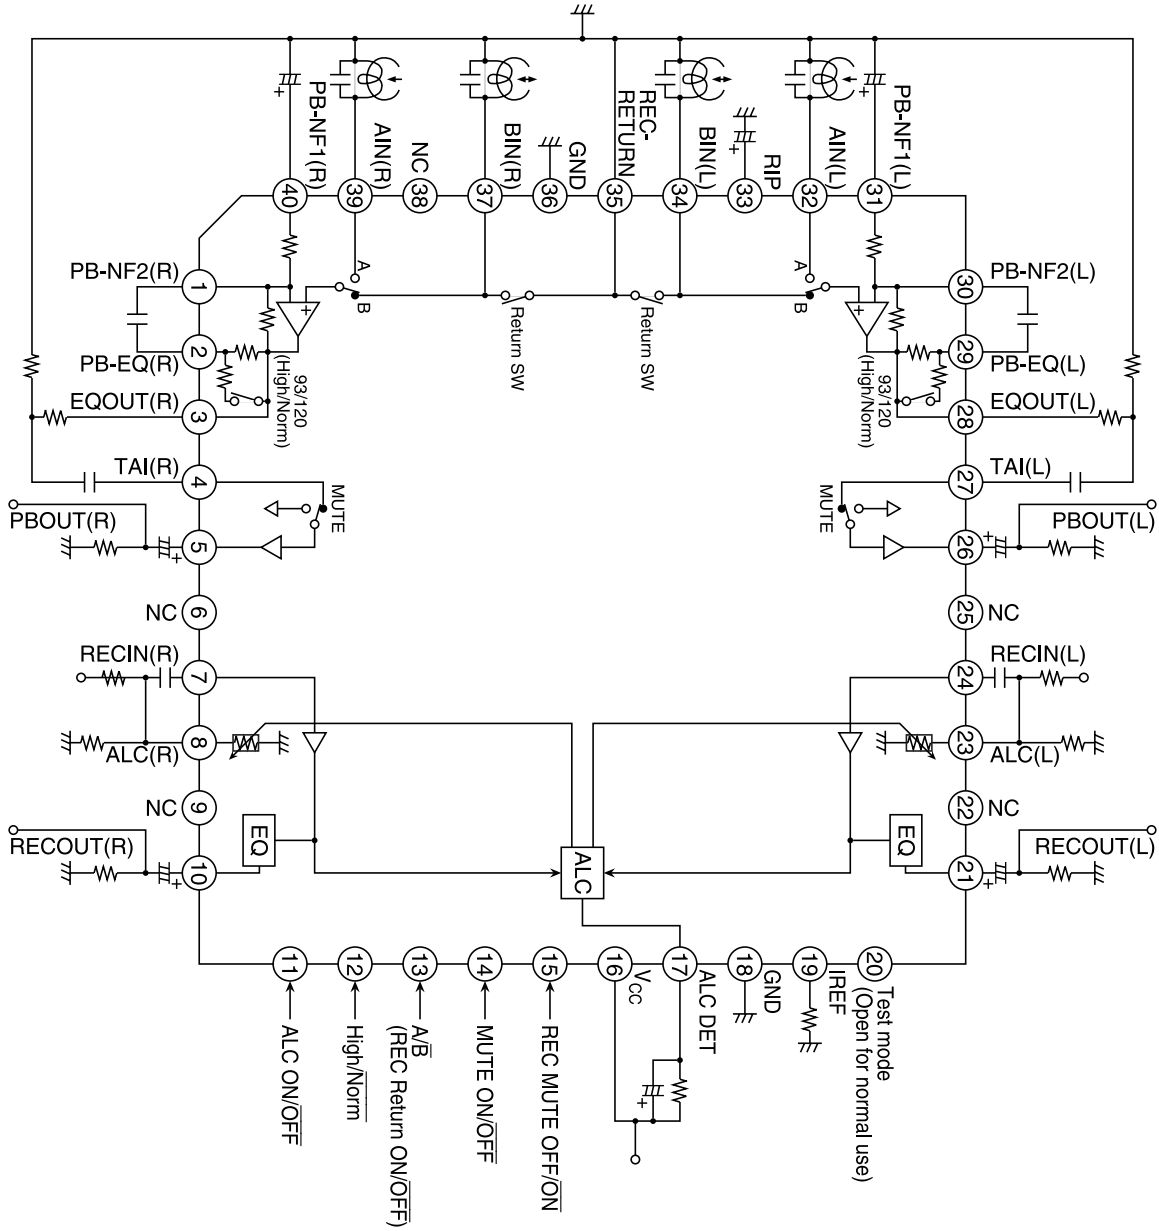 PB-NF1(R)
AIN(R)
NC
BIN(R)
GND
REC-
RETURN
BIN(L)
RIP
AIN(L)
PB-NF1(L)
40
39
38
37
36
35
34
33
32
31
A
B
Return SW
Return SW
A
B
PB-NF2(R)
1
2
PB-EQ(R)
EQOUT(R)
3
93/120
(High/Norm)
TAI(R)
4
MUTE
PBOUT(R)
5
NC
6
RECIN(R)
7
8
ALC(R)
NC
9
RECOUT(R)
10
EQ
ALC
EQ
PB-NF2(L)
30
29
PB-EQ(L)
EQOUT(L)
28
93/120
(High/Norm)
TAI(L)
27
MUTE
PBOUT(L)
26
25
NC
RECIN(L)
24
23
ALC(L)
22
NC
RECOUT(L)
21
11
12
13
14
15
16
17
18
19
20
ALC ON/OFF
High/Norm
A/B
(REC Return ON/OFF)
MUTE ON/OFF
REC MUTE OFF/ON
VCC
ALC DET
GND
IREF
Test mode
(Open for normal use)
+
+
+
+
+
+
+
+
+
+